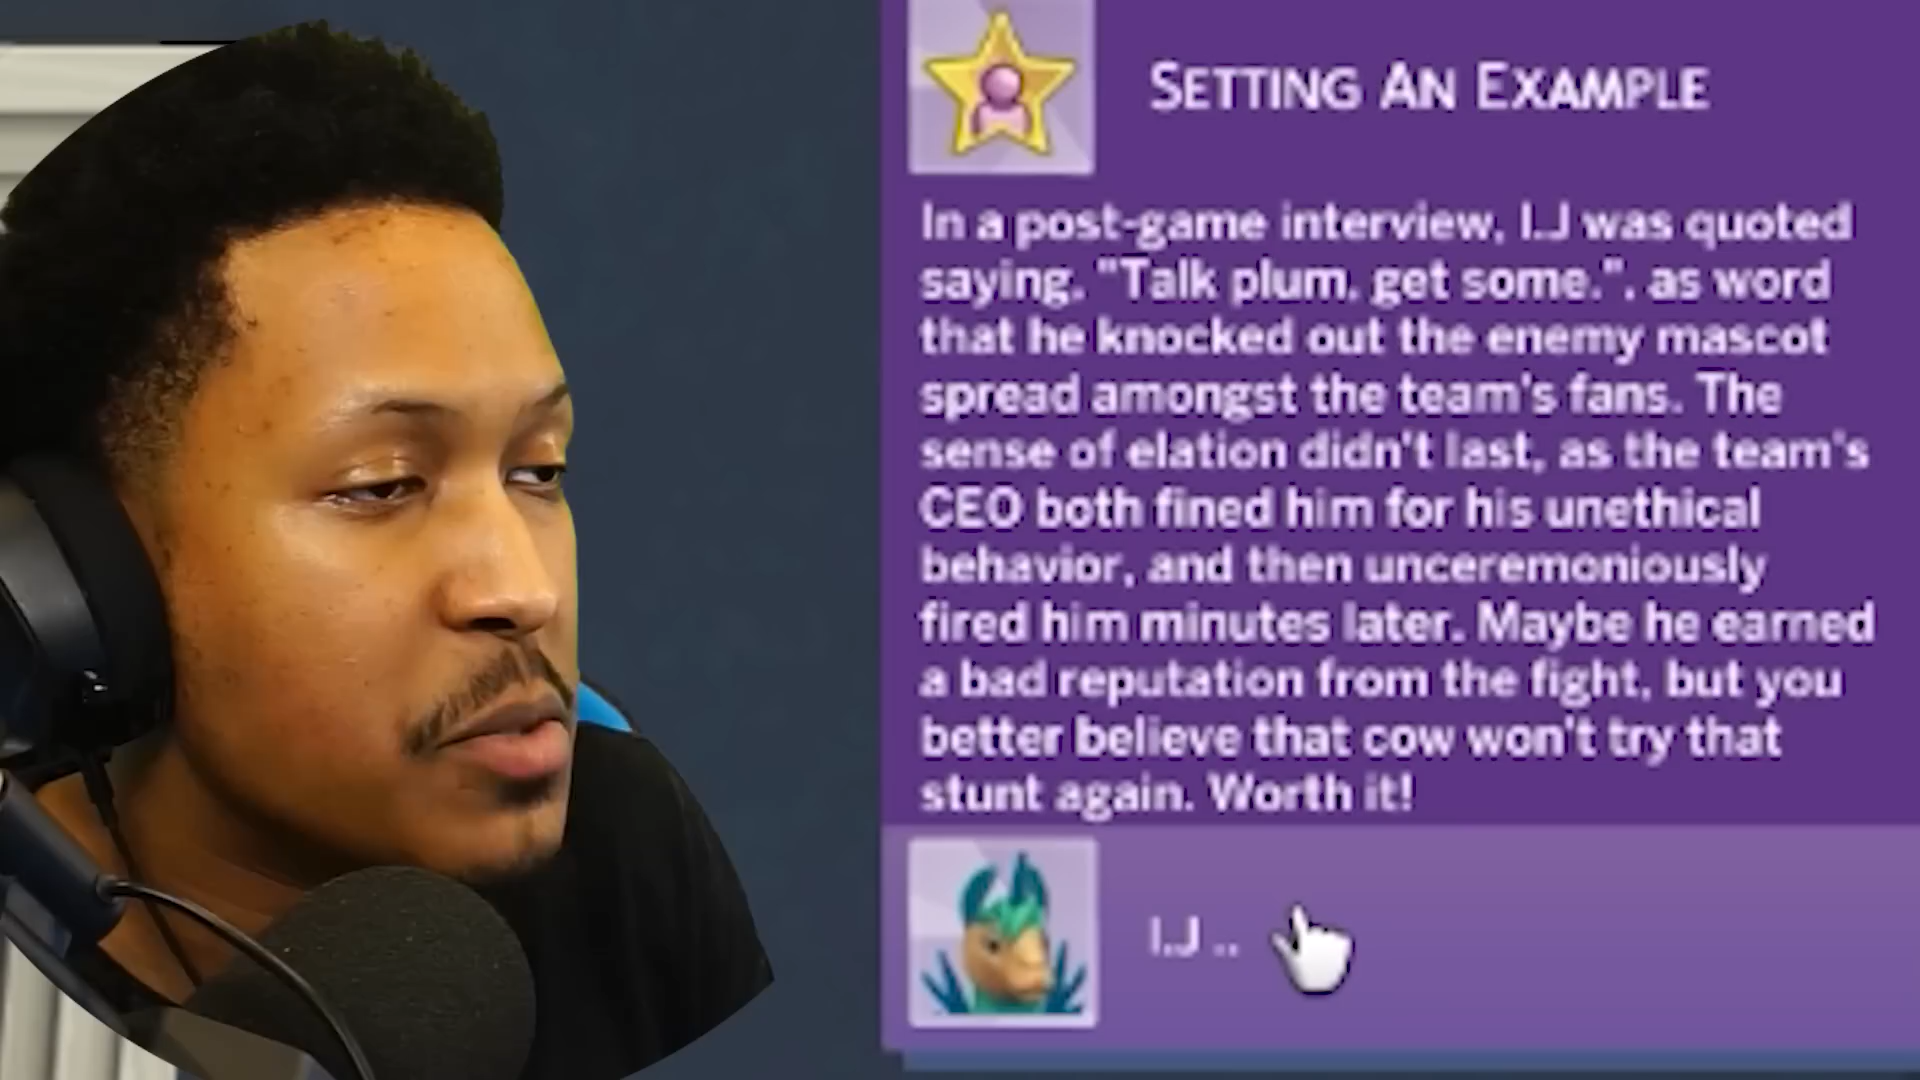 SETTING AN EXAMPLE
In a post-game interview, I.J was quoted
saying, "Talk plum, get some.", as word
that he knocked out the enemy mascot
spread amongst the team's fans. The
sense of elation didn't last, as the team's
CEO both fined him for his unethical
behavior, and then unceremoniously
fired him minutes later. Maybe he earned
a bad reputation from the fight, but you
better believe that cow won't try that
stunt again. Worth it!
I.J ..